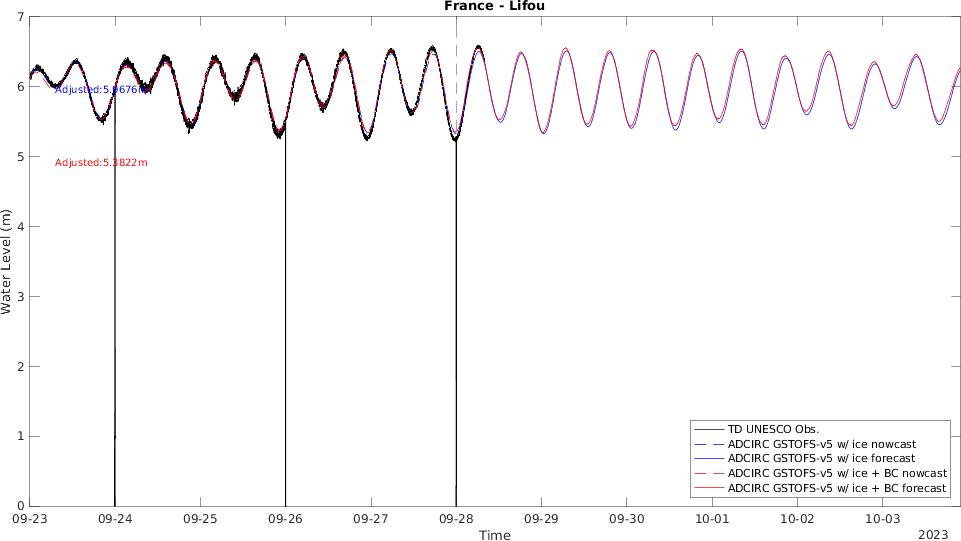 France - Lifou
7
6
5
4
3
2
1
0
Water Level (m)
Adjusted:5.3822m
09-23
09-24
09-25
09-26
09-27
09-28
09-29
09-30
10-01
10-02
10-03
Time
2023
TD UNESCO Obs.
ADCIRC GSTOFS-v5 w/ ice nowcast
ADCIRC GSTOFS-v5 w/ ice forecast
ADCIRC GSTOFS-v5 w/ ice + BC nowcast
ADCIRC GSTOFS-v5 w/ ice + BC forecast